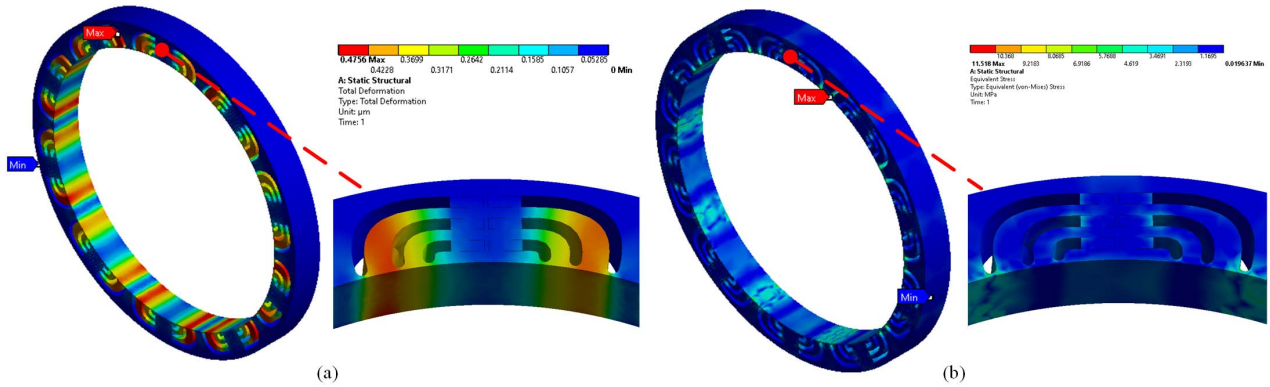 Max
Min
0.4756 Max 0.3699 0.2642 0.1585 0.05285
0.4228 0.3171 0.2114 0.1057 0 Min
A: Static Structural
Total Deformation
Type: Total Deformation
Unit: µm
Time: 1
(a)
Max
Min
10.368 8.0685 5.7688 3.4691 1.1695
11.518 Max 9.2183 6.9186 4.619 2.3193 0.019637 Min
A: Static Structural
Equivalent Stress
Type: Equivalent (von-Mises) Stress
Unit: MPa
Time: 1
(b)